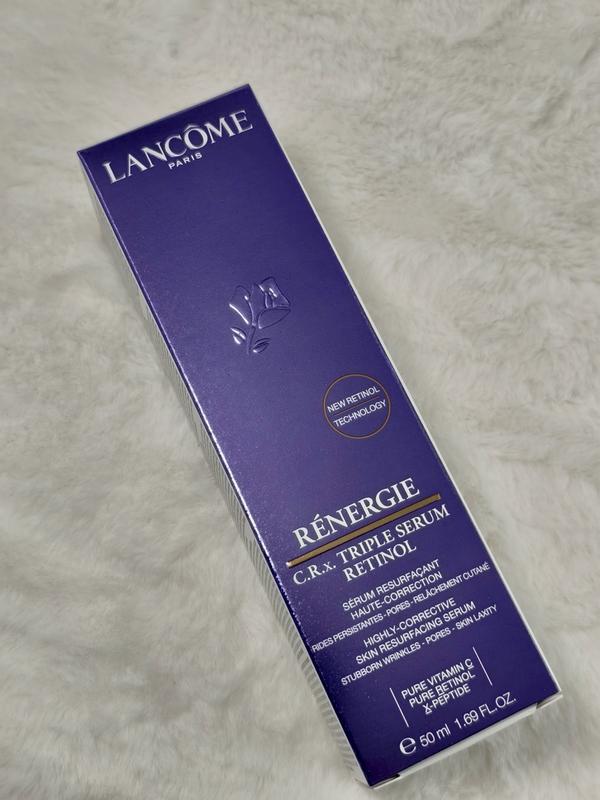 LANCÔME
PARIS
NEW RETINOL
TECHNOLOGY
RÉNERGIE
C.R.x. TRIPLE SERUM
RETINOL
SÉRUM RESURFAÇANT
HAUTE-CORRECTION
RIDES PERSISTANTES - PORES - RELÂCHEMENT CUTANÉ
HIGHLY-CORRECTIVE
SKIN RESURFACING SERUM
STUBBORN WRINKLES - PORES - SKIN LAXITY
PURE VITAMIN C
PURE RETINOL
Ɣ-PEPTIDE
℮ 50 ml 1.69 FL.OZ.